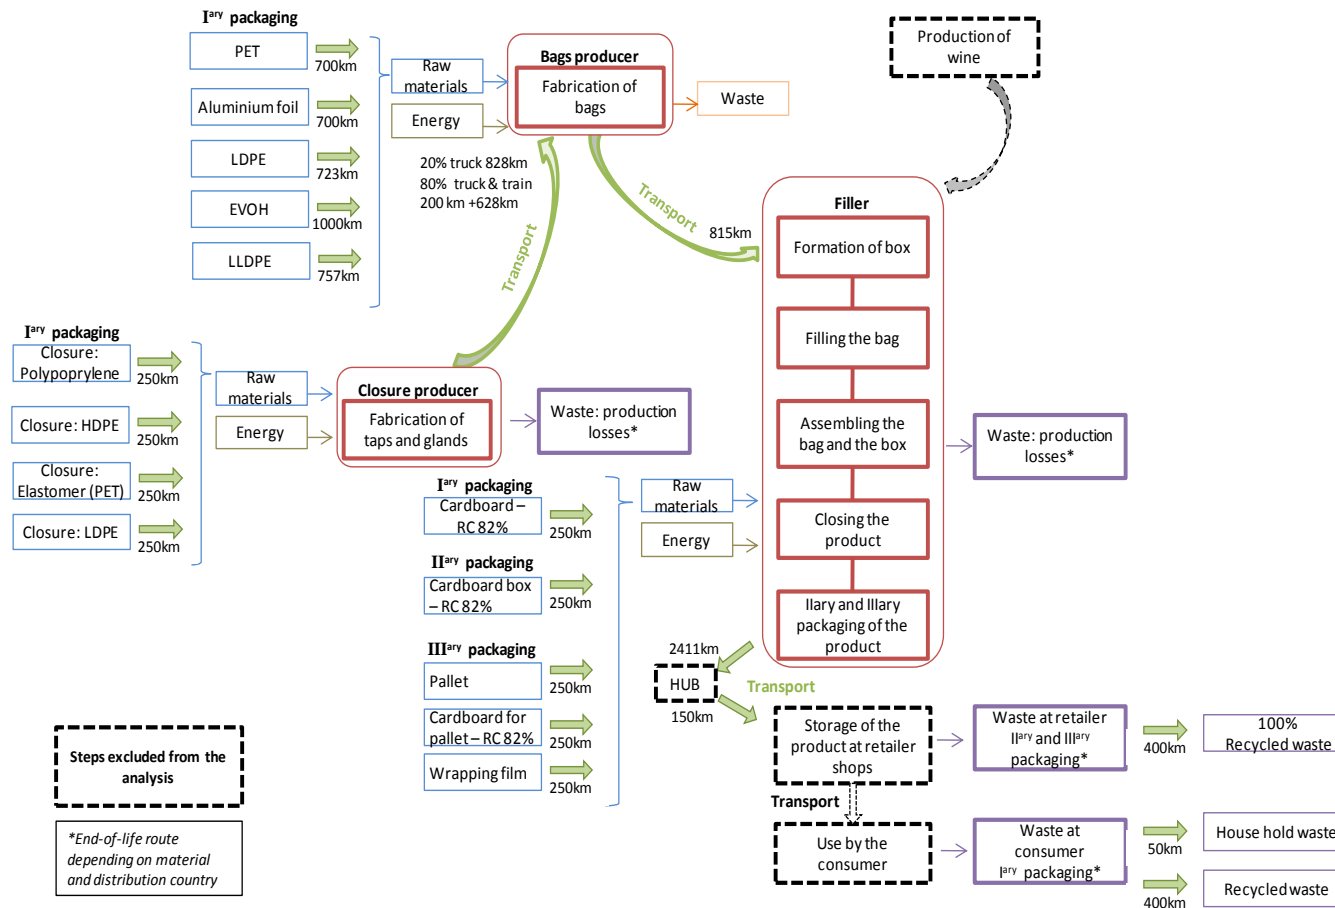 Iary packaging
PET
700km
Aluminium foil
700km
LDPE
723km
EVOH
1000km
LLDPE
757km
Raw
materials
Energy
Bags producer
Fabrication of
bags
Waste
20% truck 828km
80% truck & train
200 km +628km
Transport
Transport
815km
Production of
wine
Filler
Formation of box
Filling the bag
Assembling the
bag and the box
Closing the
product
IIary and IIIary
packaging of the
product
Waste: production
losses*
Iary packaging
Closure:
Polypoprylene
250km
Closure: HDPE
250km
Closure:
Elastomer (PET)
250km
Closure: LDPE
250km
Raw
materials
Energy
Closure producer
Fabrication of
taps and glands
Waste: production
losses*
Iary packaging
Cardboard –
RC 82%
250km
IIary packaging
Cardboard box
– RC 82%
250km
IIIary packaging
Pallet
250km
Cardboard for
pallet – RC 82%
250km
Wrapping film
250km
Raw
materials
Energy
2411km
HUB
Transport
150km
Storage of the
product at retailer
shops
Waste at retailer
IIary and IIIary
packaging*
400km
100%
Recycled waste
Transport
Use by the
consumer
Waste at
consumer
Iary packaging*
50km
House hold waste
400km
Recycled waste
Steps excluded from the
analysis
*End-of-life route
depending on material
and distribution country